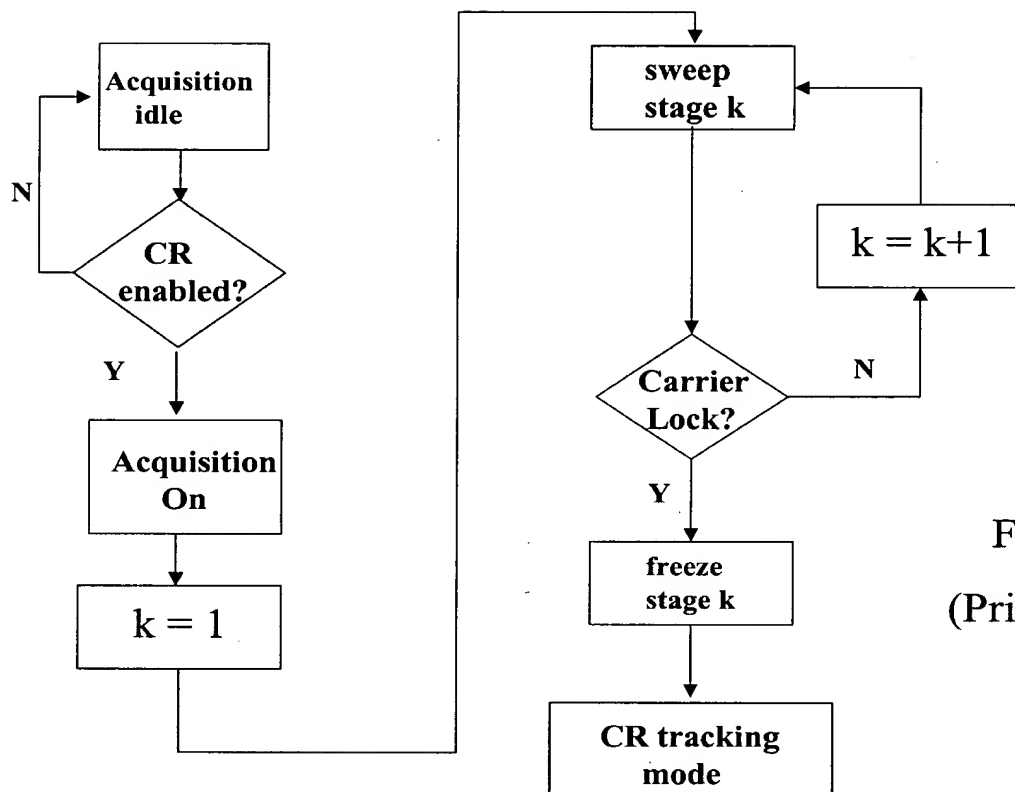 Acquisition
idle
N
CR
enabled?
Y
Acquisition
On
k = 1
sweep
stage k
k = k+1
Carrier
Lock?
N
Y
freeze
stage k
CR tracking
mode
F
(Pri